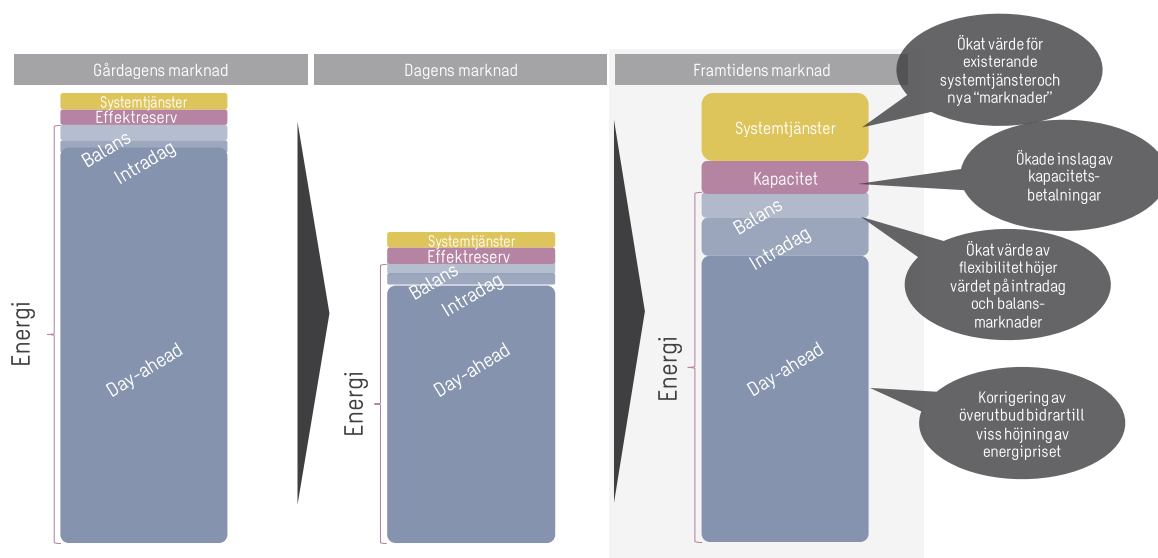 Gårdagens marknad
Systemtjänster
Effektreserv
Balans
Intradag
Day-ahead
Energi
Dagens marknad
Systemtjänster
Effektreserv
Balans
Intradag
Day-ahead
Energi
Framtidens marknad
Systemtjänster
Kapacitet
Balans
Intradag
Day-ahead
Energi
Ökat värde för
existerande
systemtjänsteroch
nya “marknader”
Ökade inslag av
kapacitets-
betalningar
Ökat värde av
flexibilitet höjer
värdet på intradag
och balans-
marknader
Korrigering av
överutbud bidrartill
viss höjning av
energipriset